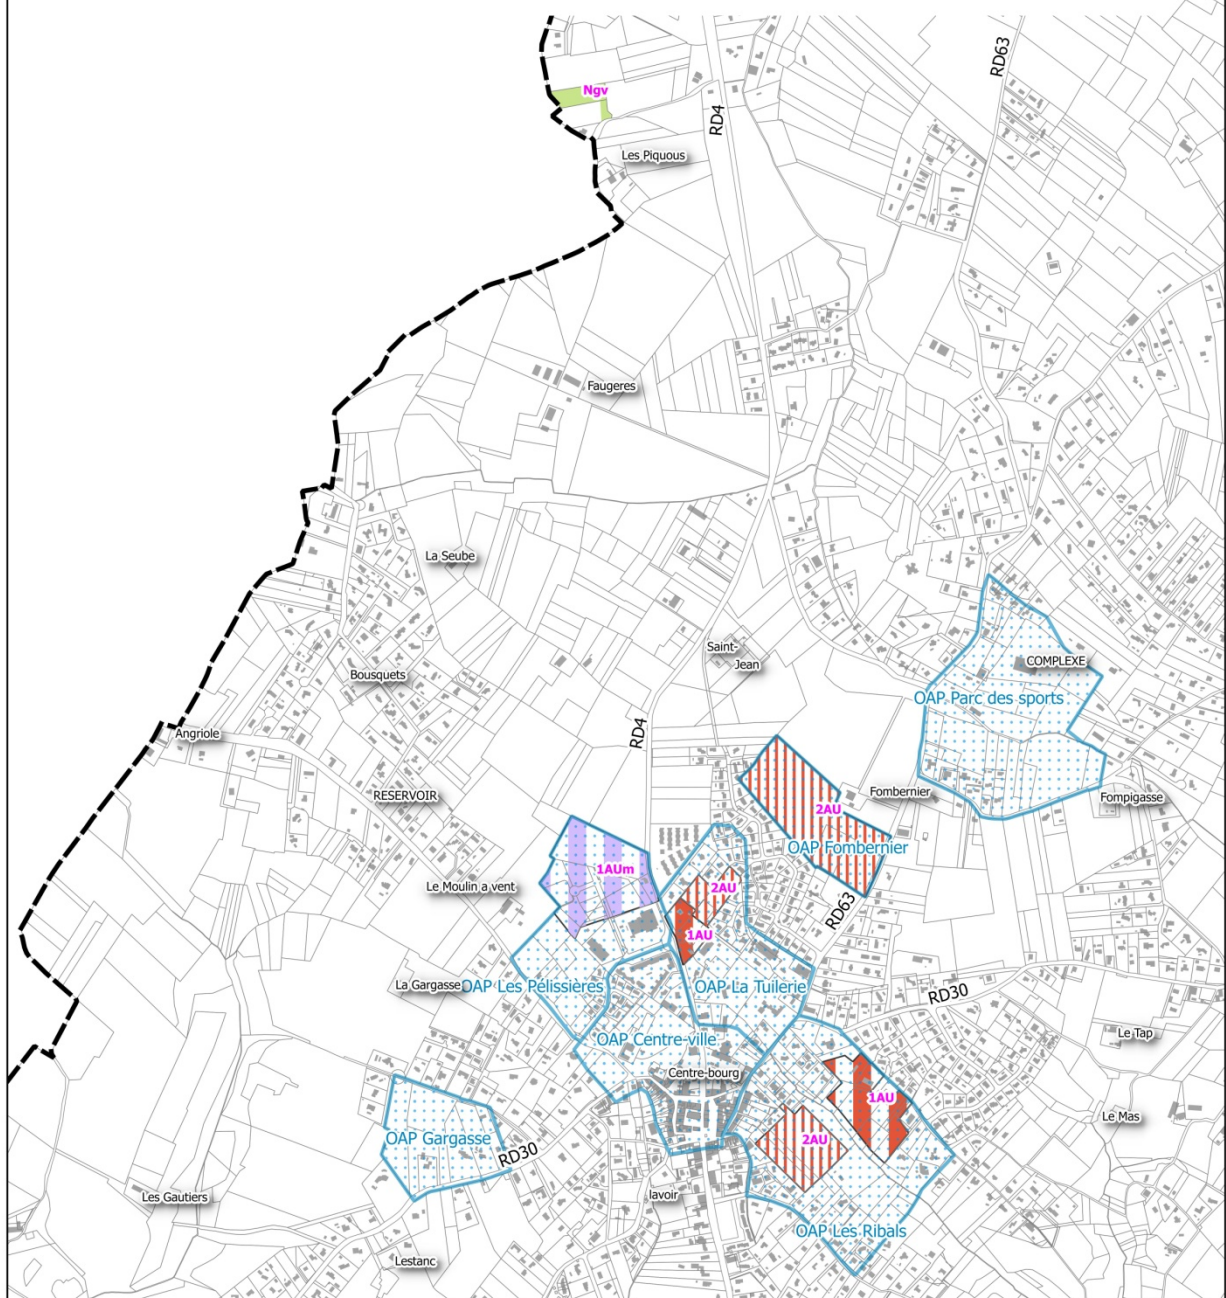 RD63
Ngv
RD4
Les Piquous
Faugeres
La Seube
Saint-
Jean
COMPLEXE
Bousquets
OAP Parc des sports
Angriole
RD4
RESERVOIR
Fombernier
Fompigasse
2AU
OAP Fombernier
1AUm
Le Moulin a vent
2AU
RD63
1AU
La Gargasse
OAP Les Pélissières
OAP La Tuilerie
RD30
OAP Centre-ville
Le Tap
Centre-bourg
1AU
Le Mas
OAP Gargasse
2AU
RD30
Les Gautiers
lavoir
OAP Les Ribals
Lestanc